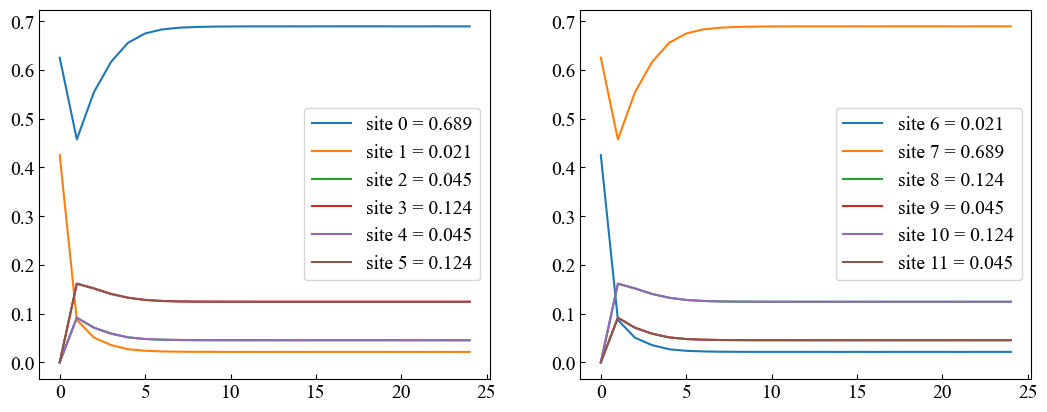 0.7
0.6
0.5
0.4
0.3
0.2
0.1
0.0
0 5 10 15 20 25
site 0 = 0.689
site 1 = 0.021
site 2 = 0.045
site 3 = 0.124
site 4 = 0.045
site 5 = 0.124
0.7
0.6
0.5
0.4
0.3
0.2
0.1
0.0
0 5 10 15 20 25
site 6 = 0.021
site 7 = 0.689
site 8 = 0.124
site 9 = 0.045
site 10 = 0.124
site 11 = 0.045